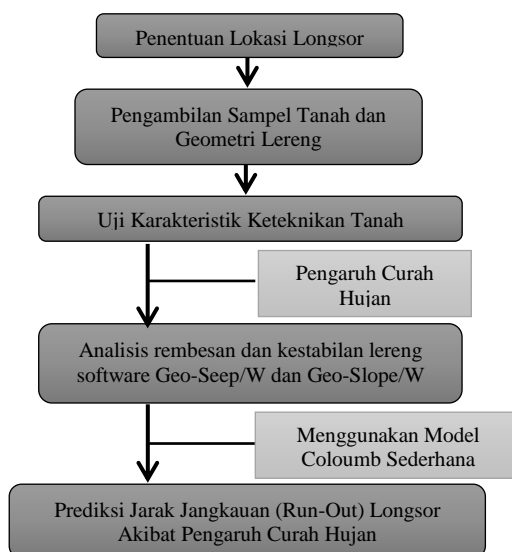 Penentuan Lokasi Longsor
Pengambilan Sampel Tanah dan
Geometri Lereng
Uji Karakteristik Keteknikan Tanah
Pengaruh Curah
Hujan
Analisis rembesan dan kestabilan lereng
software Geo-Seep/W dan Geo-Slope/W
Menggunakan Model
Coloumb Sederhana
Prediksi Jarak Jangkauan (Run-Out) Longsor
Akibat Pengaruh Curah Hujan